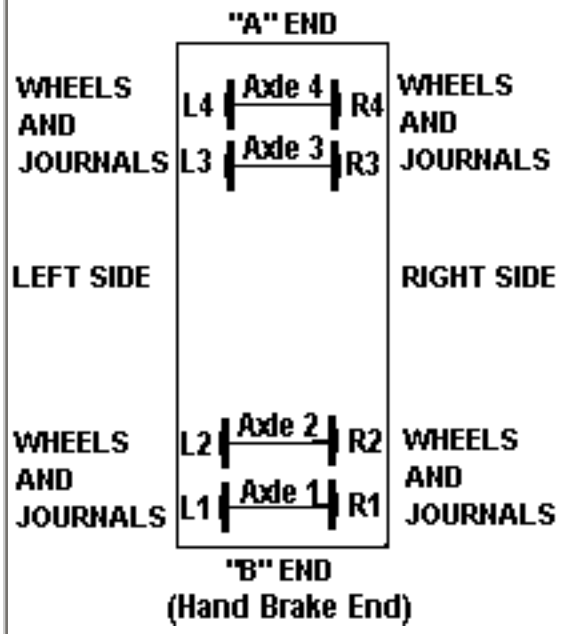 "A" END
WHEELS
AND
JOURNALS
L4 Axle 4 R4
WHEELS
AND
JOURNALS
L3 Axle 3 R3
LEFT SIDE
RIGHT SIDE
WHEELS
AND
JOURNALS
L2 Axle 2 R2
WHEELS
AND
JOURNALS
L1 Axle 1 R1
"B" END
(Hand Brake End)